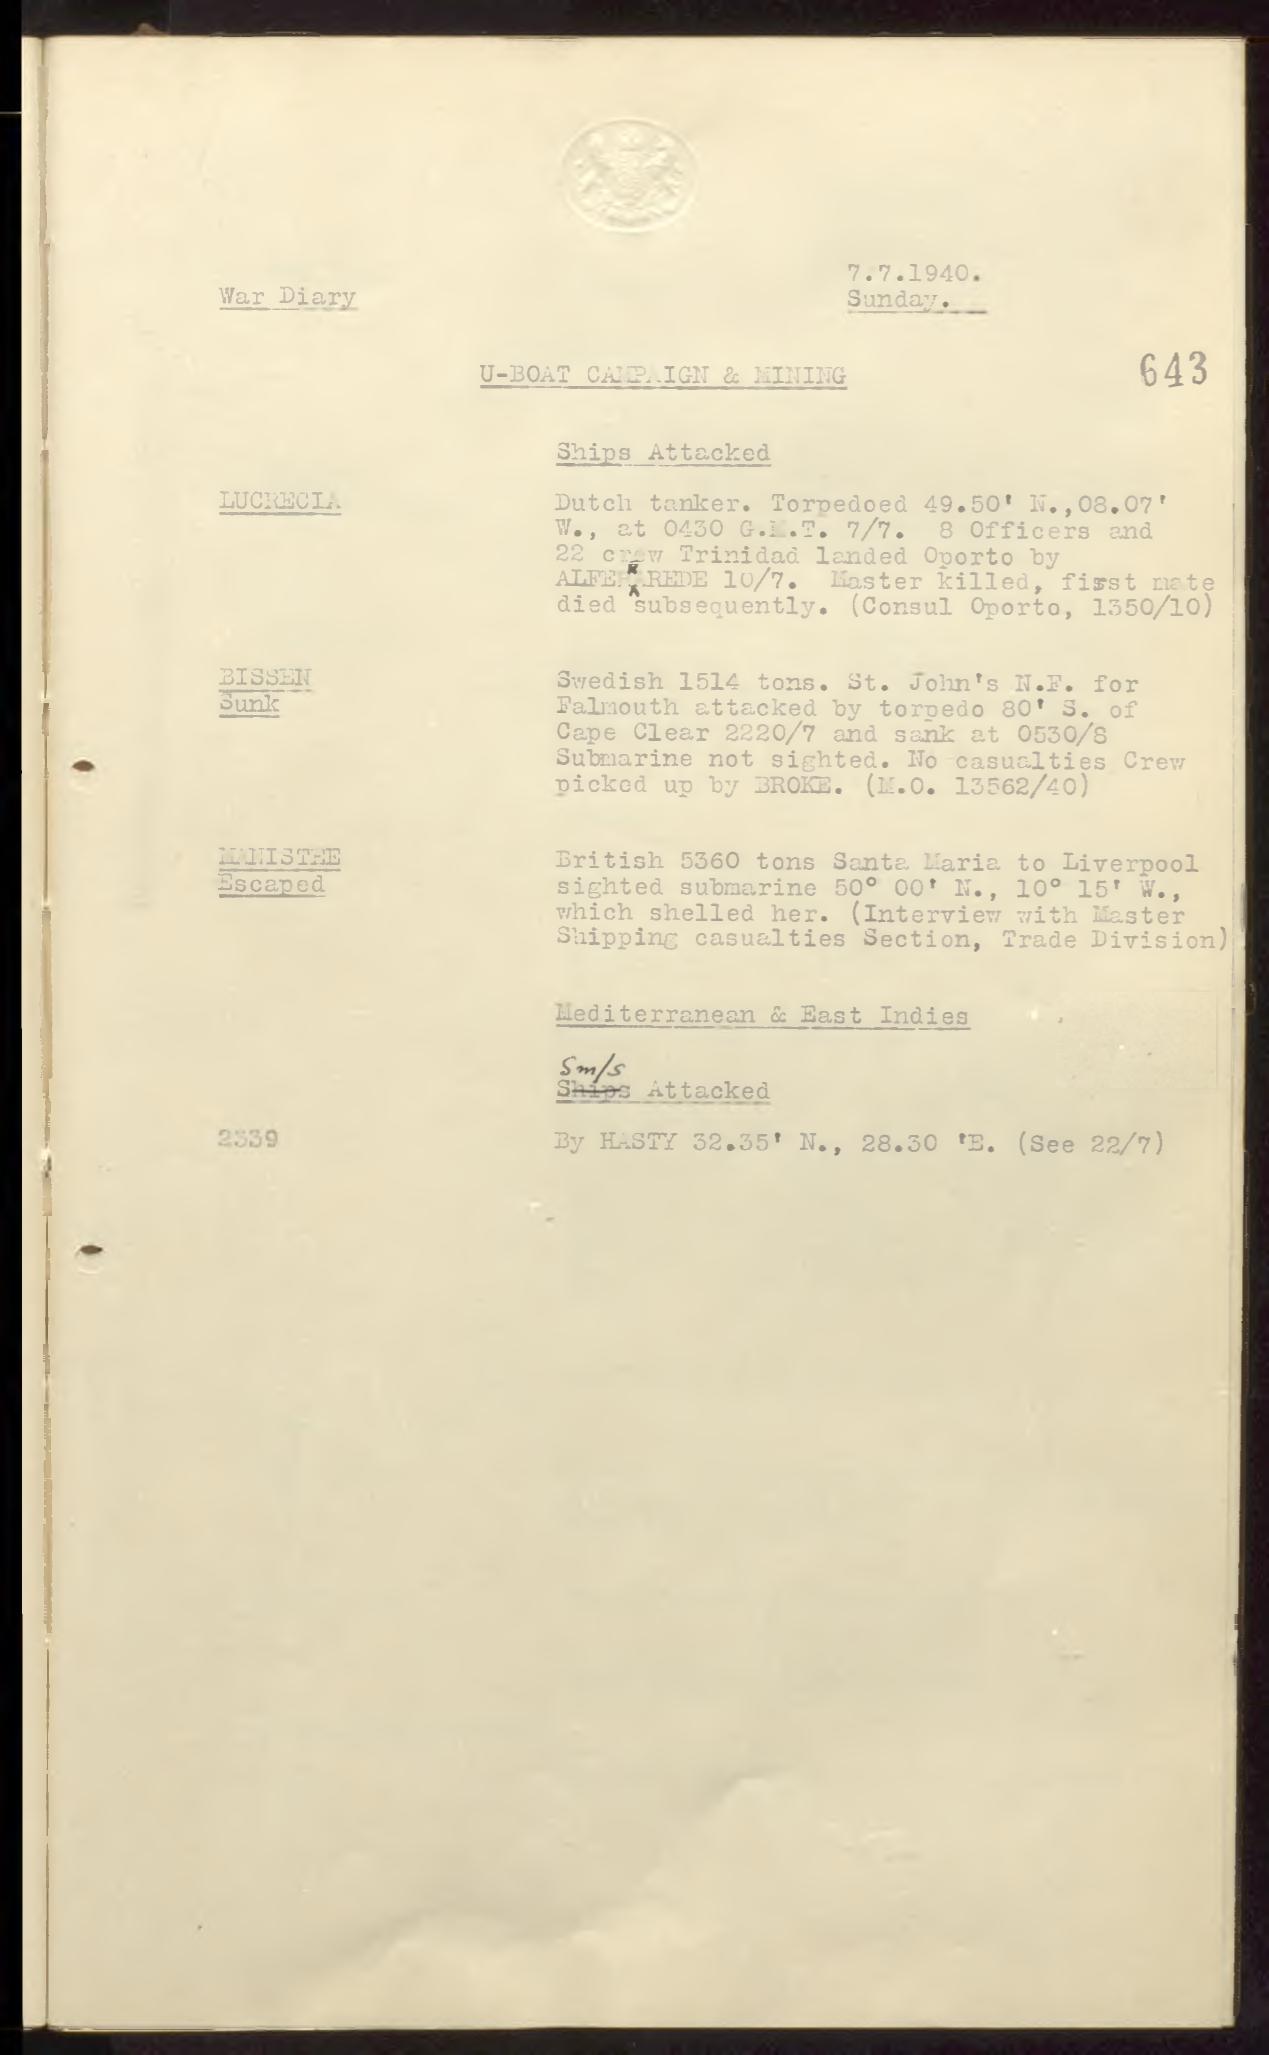 7.7.1940.
War Diary
Sunday.
U-BOAT CAMPAIGN & MINING
643
Ships Attacked
LUCRECIA
Dutch tanker. Torpedoed 49.50' N.,08.07'
W., at 0430 G.M.T. 7/7. 8 Officers and
22 crew Trinidad landed Oporto by
ALFERRAREDE 10/7. Master killed, first mate
died subsequently. (Consul Oporto, 1350/10)
BISSEN
Sunk
Swedish 1514 tons. St. John's N.F. for
Falmouth attacked by torpedo 80' S. of
Cape Clear 2220/7 and sank at 0530/8
Submarine not sighted. No casualties Crew
picked up by BROKE. (M.O. 13562/40)
MANISTEE
Escaped
British 5360 tons Santa Maria to Liverpool
sighted submarine 50° 00' N., 10° 15' W.,
which shelled her. (Interview with Master
Shipping casualties Section, Trade Division)
Mediterranean & East Indies
Sm/s
Ships Attacked
2339
By HASTY 32.35' N., 28.30 'E. (See 22/7)